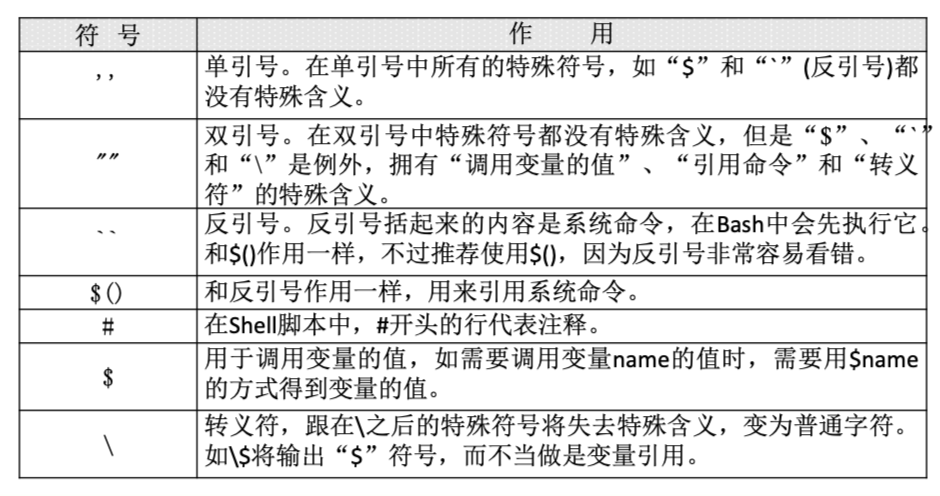 符 号 作 用
' ' 单引号。在单引号中所有的特殊符号，如“$”和“`”(反引号)都
没有特殊含义。
"" 双引号。在双引号中特殊符号都没有特殊含义，但是“$”、“`”
和“\”是例外，拥有“调用变量的值”、“引用命令”和“转义
符”的特殊含义。
` ` 反引号。反引号括起来的内容是系统命令，在Bash中会先执行它。
和$()作用一样，不过推荐使用$()，因为反引号非常容易看错。
$() 和反引号作用一样，用来引用系统命令。
# 在Shell脚本中，#开头的行代表注释。
$ 用于调用变量的值，如需要调用变量name的值时，需要用$name
的方式得到变量的值。
\ 转义符，跟在\之后的特殊符号将失去特殊含义，变为普通字符。
如\$将输出“$”符号，而不当做是变量引用。